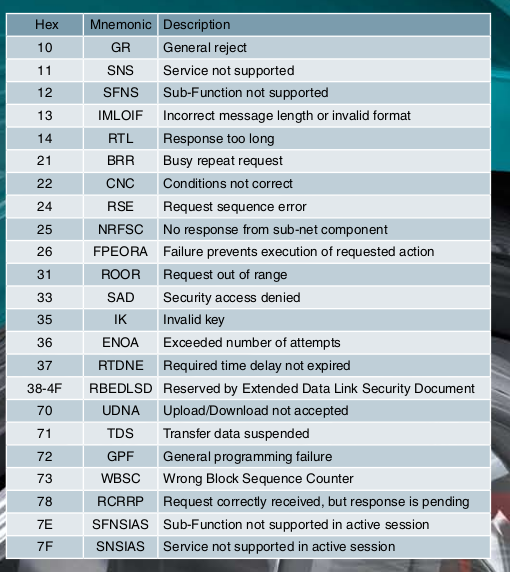 Hex Mnemonic Description
10 GR General reject
11 SNS Service not supported
12 SFNS Sub-Function not supported
13 IMLOIF Incorrect message length or invalid format
14 RTL Response too long
21 BRR Busy repeat request
22 CNC Conditions not correct
24 RSE Request sequence error
25 NRFSC No response from sub-net component
26 FPEORA Failure prevents execution of requested action
31 ROOR Request out of range
33 SAD Security access denied
35 IK Invalid key
36 ENOA Exceeded number of attempts
37 RTDNE Required time delay not expired
38-4F RBEDLSD Reserved by Extended Data Link Security Document
70 UDNA Upload/Download not accepted
71 TDS Transfer data suspended
72 GPF General programming failure
73 WBSC Wrong Block Sequence Counter
78 RCRRP Request correctly received, but response is pending
7E SFNSIAS Sub-Function not supported in active session
7F SNSIAS Service not supported in active session